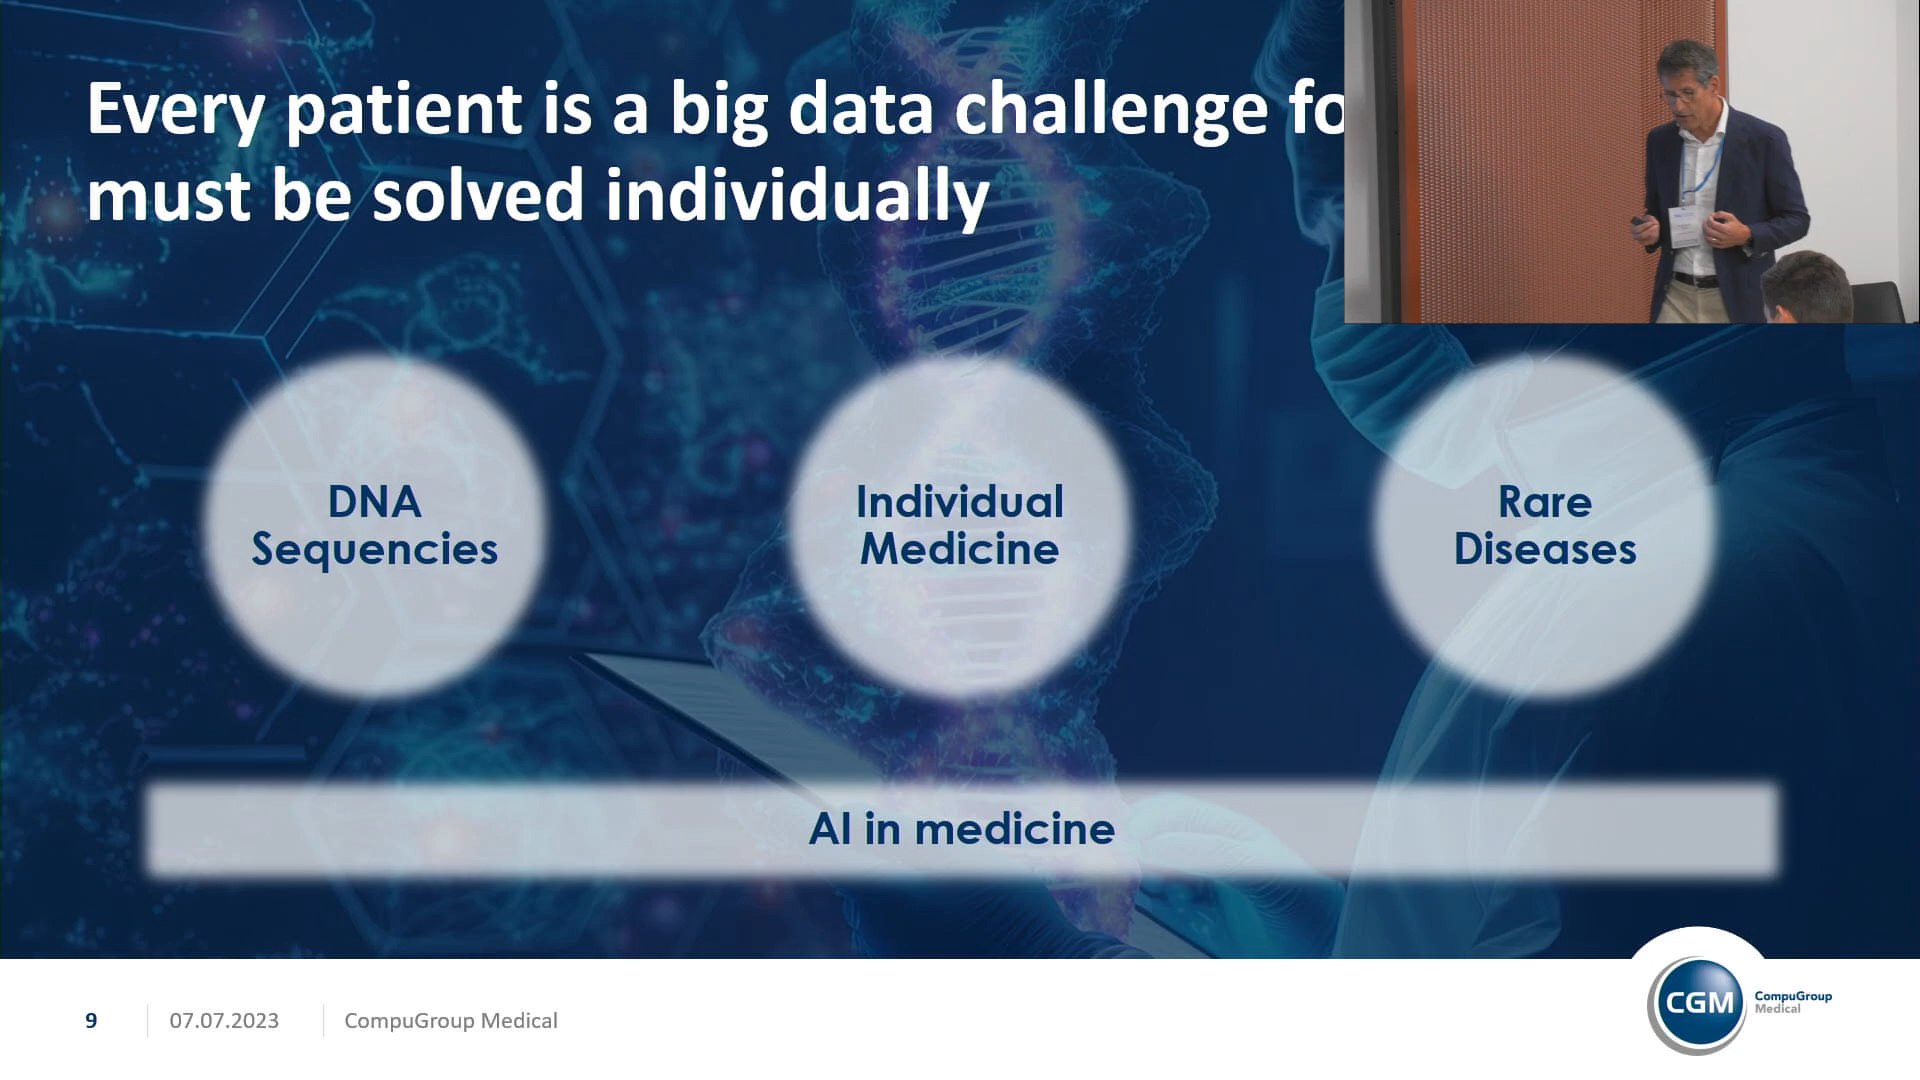 Every patient is a big data challenge
must be solved individually
DNA
Sequencies
Individual
Medicine
Rare
Diseases
AI in medicine
9
07.07.2023
CompuGroup Medical
CGM
CompuGroup
Medical